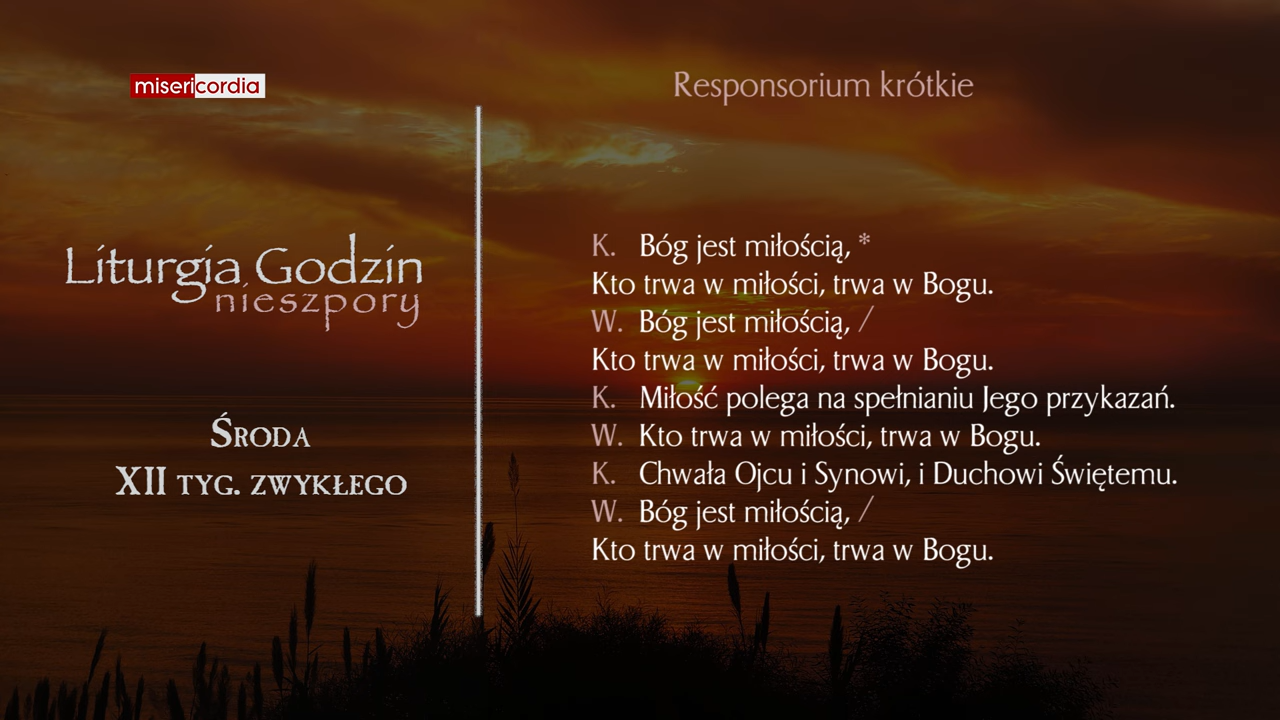 misericordia
Liturgia Godzin
nieszpory
Środa
XII tyg. zwykłego
Responsorium krótkie
K. Bóg jest miłością, *
Kto trwa w miłości, trwa w Bogu.
W. Bóg jest miłością, /
Kto trwa w miłości, trwa w Bogu.
K. Miłość polega na spełnianiu Jego przykazań.
W. Kto trwa w miłości, trwa w Bogu.
K. Chwała Ojcu i Synowi, i Duchowi Świętemu.
W. Bóg jest miłością, /
Kto trwa w miłości, trwa w Bogu.